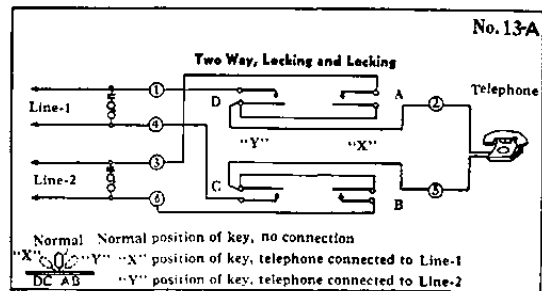 No. 13-A
Two Way, Locking and Locking
Line-1
Line-2
1
4
3
6
D
A
"Y"
"X"
C
B
2
5
Telephone
Normal
Normal position of key, no connection
"X"
"Y"
"X" position of key, telephone connected to Line-1
DC AB
"Y" position of key, telephone connected to Line-2